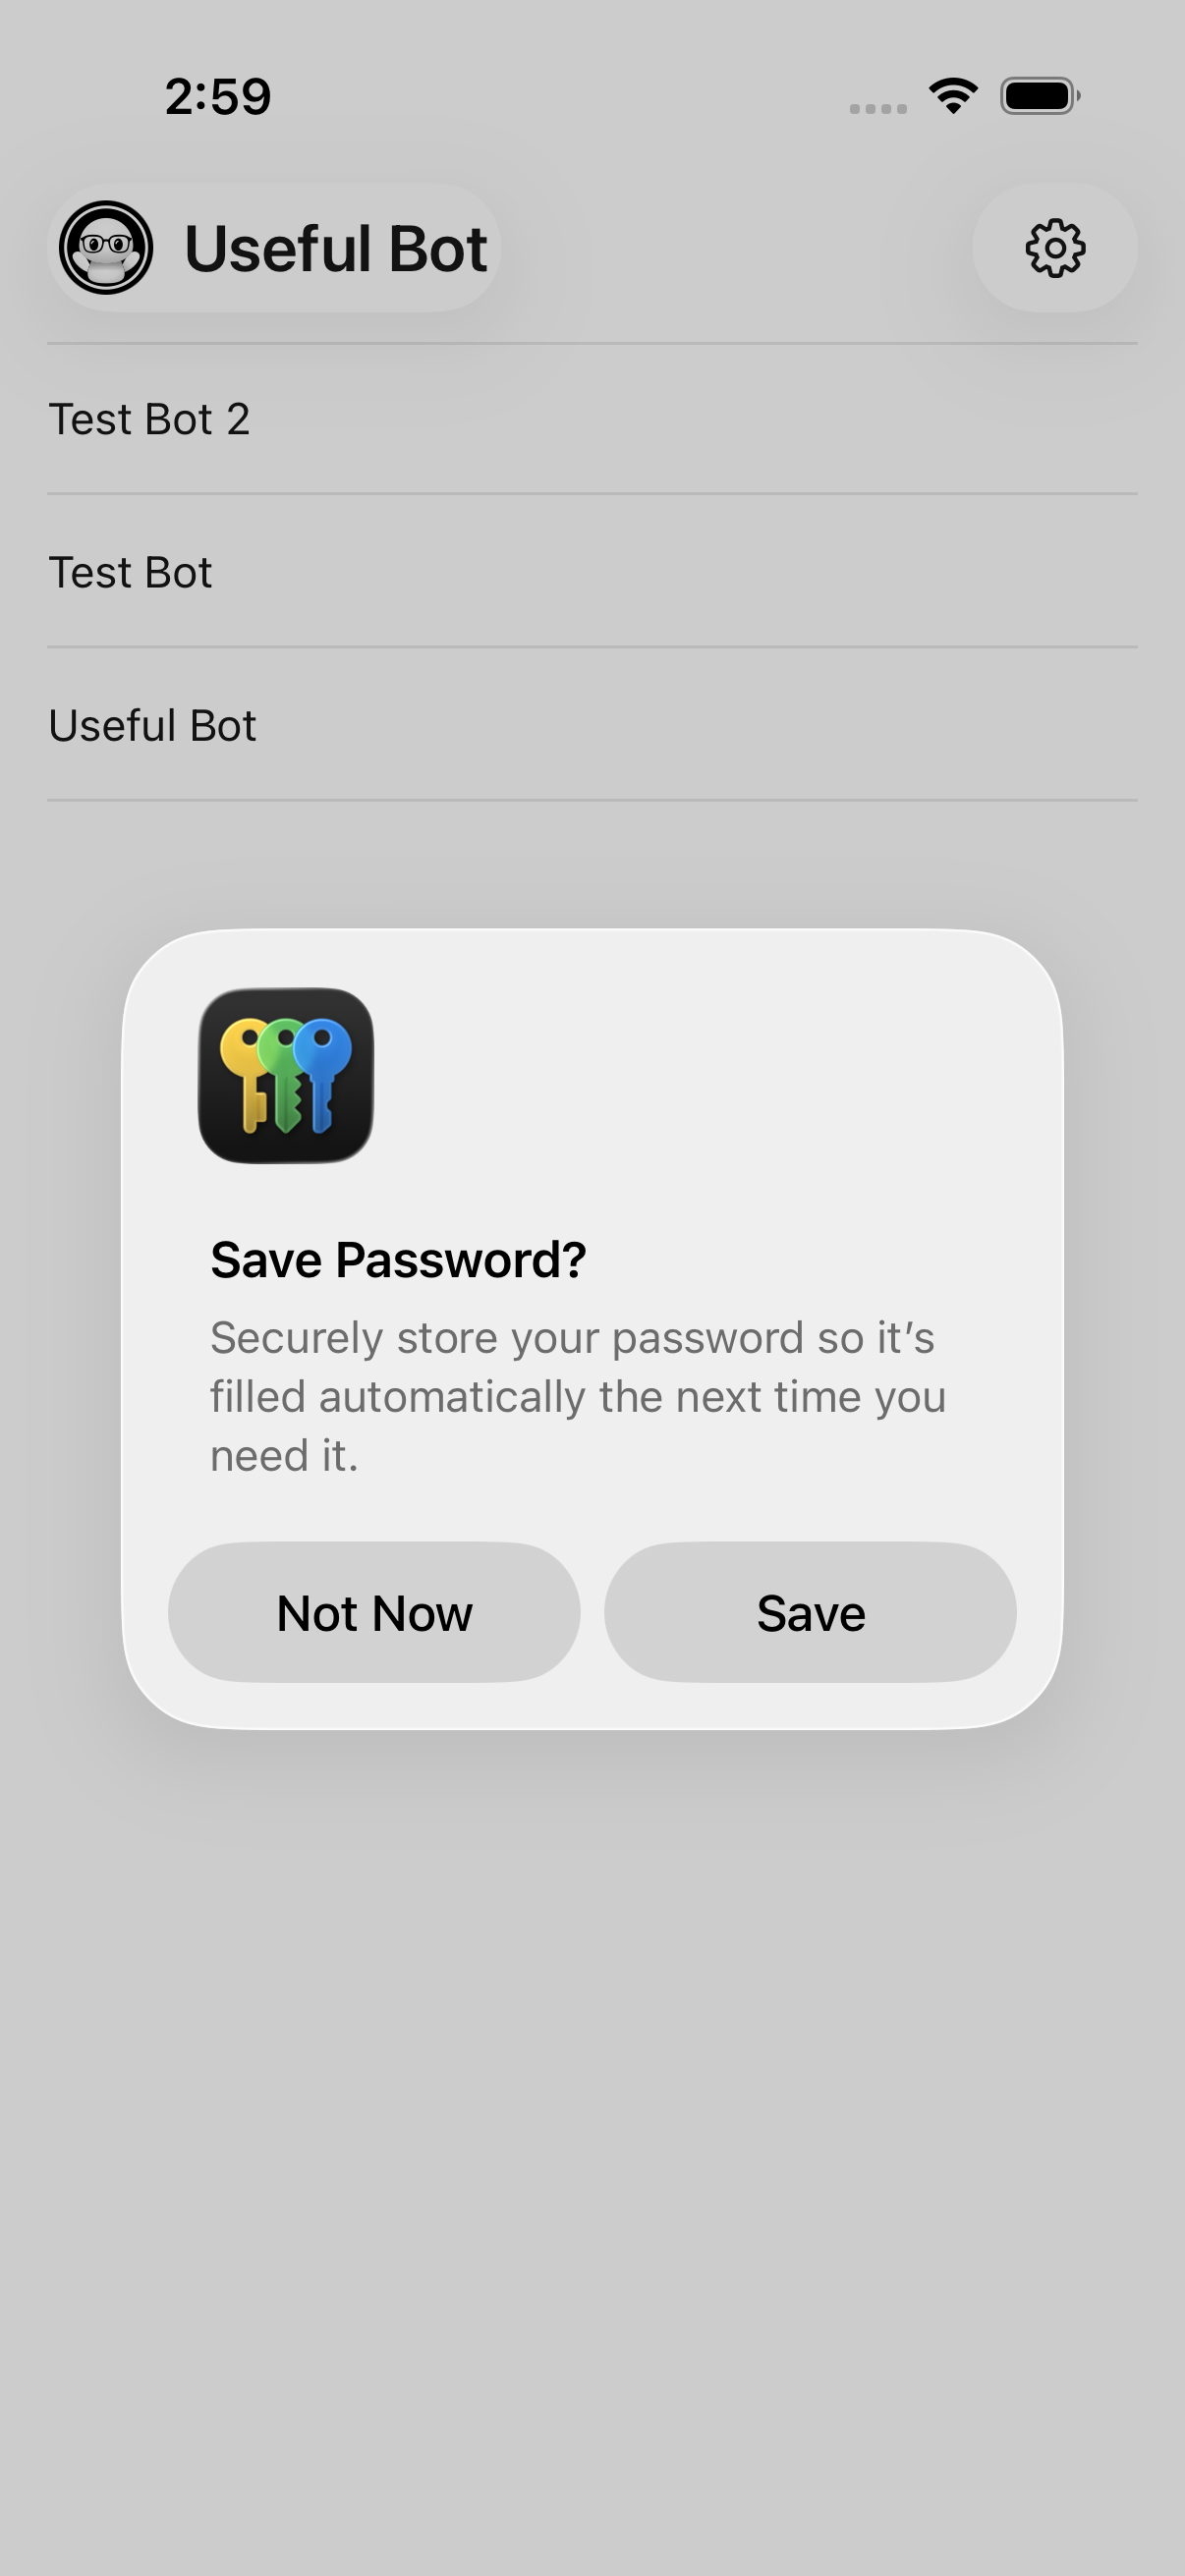 2:59
Useful Bot
Test Bot 2
Test Bot
Useful Bot
Save Password?
Securely store your password so it’s
filled automatically the next time you
need it.
Not Now
Save